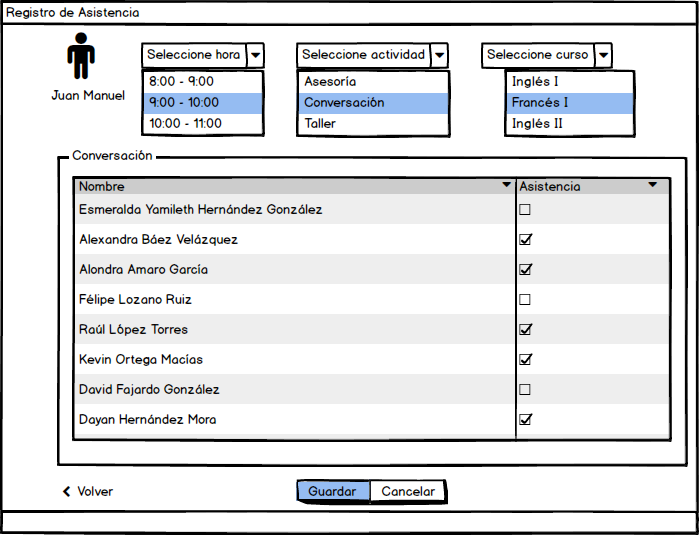 Registro de Asistencia
Seleccione hora
Seleccione actividad
Seleccione curso
Juan Manuel
8:00 - 9:00
9:00 - 10:00
10:00 - 11:00
Asesoría
Conversación
Taller
Inglés I
Francés I
Inglés II
Conversación
Nombre Asistencia
Esmeralda Yamileth Hernández González
Alexandra Báez Velázquez
Alondra Amaro García
Félipe Lozano Ruiz
Raúl López Torres
Kevin Ortega Macías
David Fajardo González
Dayan Hernández Mora
Volver
Guardar
Cancelar